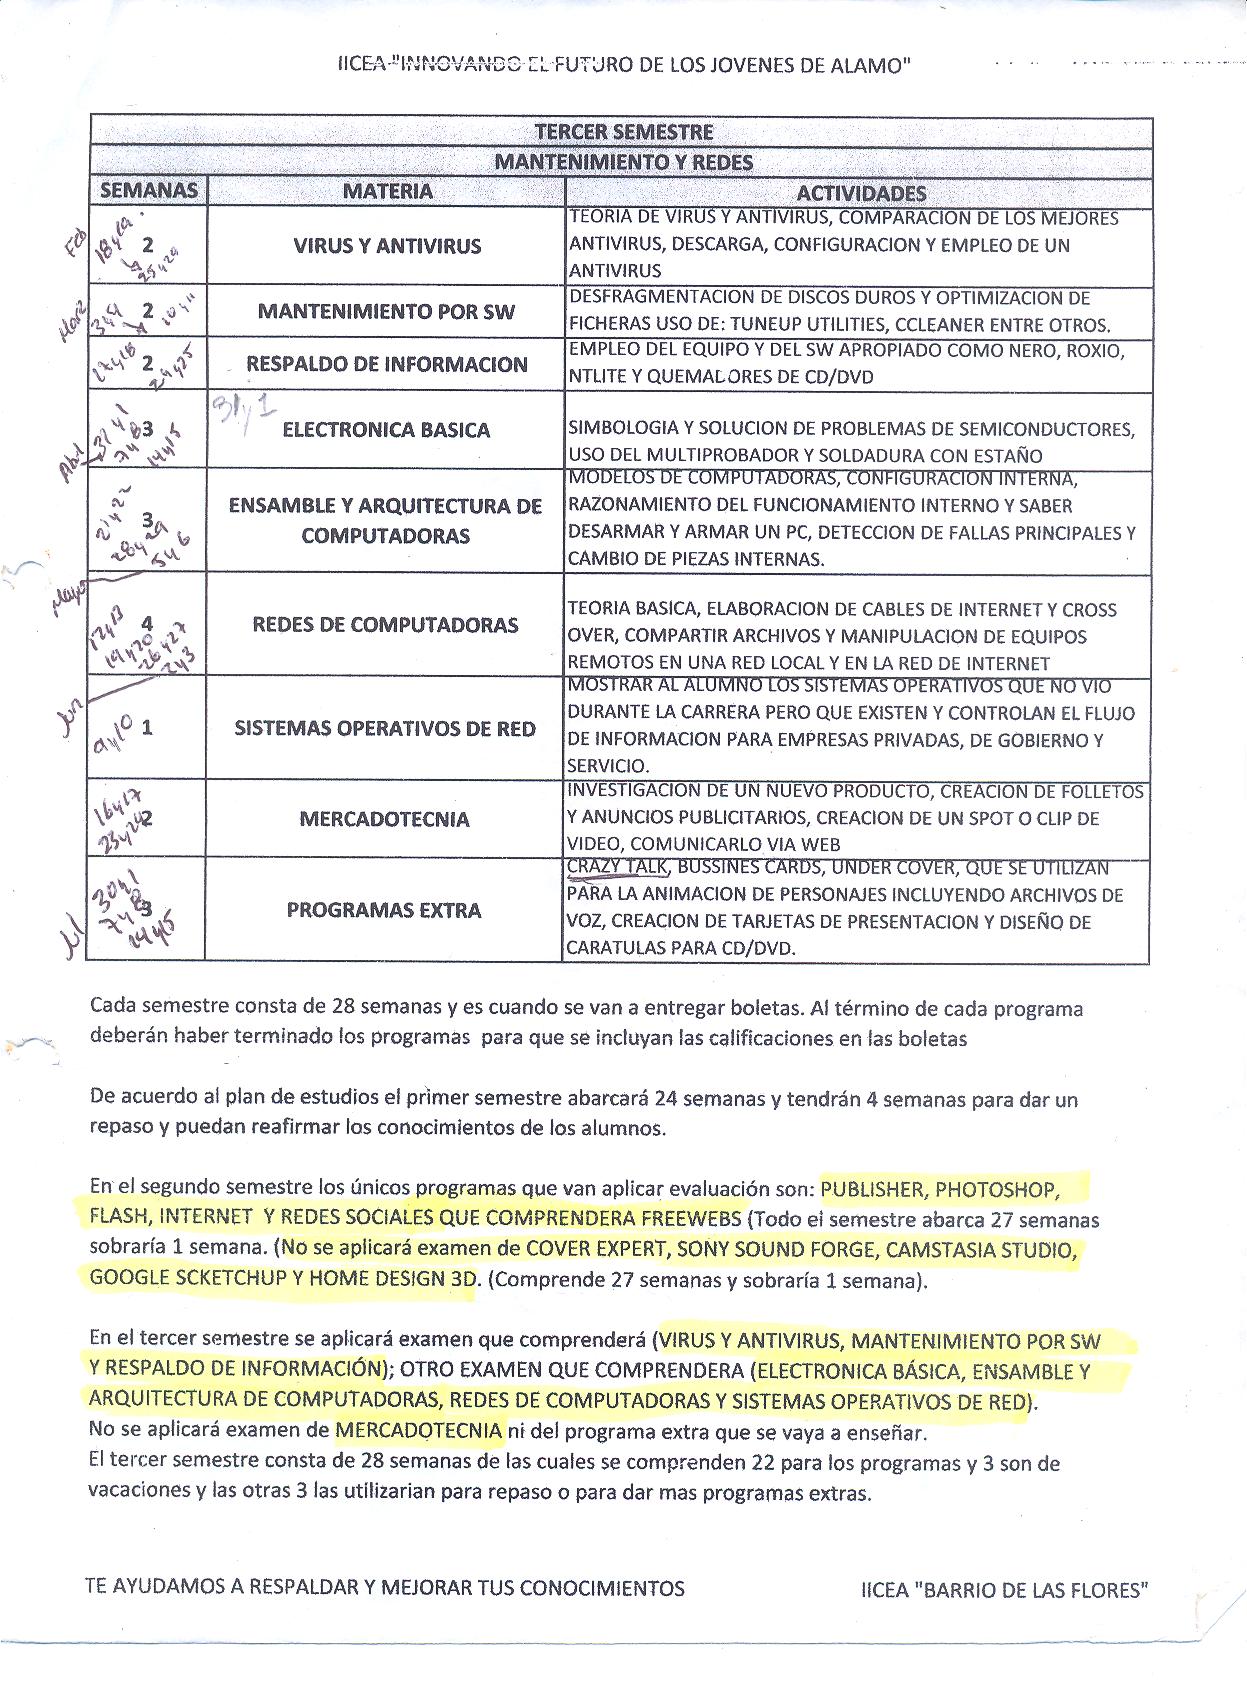 IICEA-"INNOVANDO EL FUTURO DE LOS JOVENES DE ALAMO"
TERCER SEMESTRE
MANTENIMIENTO Y REDES
SEMANAS MATERIA ACTIVIDADES
Feb 18y19 25y29
2 VIRUS Y ANTIVIRUS
TEORIA DE VIRUS Y ANTIVIRUS, COMPARACION DE LOS MEJORES
ANTIVIRUS, DESCARGA, CONFIGURACION Y EMPLEO DE UN
ANTIVIRUS
10y11
2 MANTENIMIENTO POR SW
DESFRAGMENTACION DE DISCOS DUROS Y OPTIMIZACION DE
FICHERAS USO DE: TUNEUP UTILITIES, CCLEANER ENTRE OTROS.
17y18 24y25
2 RESPALDO DE INFORMACION
EMPLEO DEL EQUIPO Y DEL SW APROPIADO COMO NERO, ROXIO,
NTLITE Y QUEMADORES DE CD/DVD
31y1
Abril 31y1 7y8 14y15
3 ELECTRONICA BASICA
SIMBOLOGIA Y SOLUCION DE PROBLEMAS DE SEMICONDUCTORES,
USO DEL MULTIPROBADOR Y SOLDADURA CON ESTAÑO
21y22 28y29 5y6
3 ENSAMBLE Y ARQUITECTURA DE
COMPUTADORAS
MODELOS DE COMPUTADORAS, CONFIGURACION INTERNA,
RAZONAMIENTO DEL FUNCIONAMIENTO INTERNO Y SABER
DESARMAR Y ARMAR UN PC, DETECCION DE FALLAS PRINCIPALES Y
CAMBIO DE PIEZAS INTERNAS.
Mayo 12y13 19y20 26y27 2y3
4 REDES DE COMPUTADORAS
TEORIA BASICA, ELABORACION DE CABLES DE INTERNET Y CROSS
OVER, COMPARTIR ARCHIVOS Y MANIPULACION DE EQUIPOS
REMOTOS EN UNA RED LOCAL Y EN LA RED DE INTERNET
Jun 9y10
1 SISTEMAS OPERATIVOS DE RED
MOSTRAR AL ALUMNO LOS SISTEMAS OPERATIVOS QUE NO VIO
DURANTE LA CARRERA PERO QUE EXISTEN Y CONTROLAN EL FLUJO
DE INFORMACION PARA EMPRESAS PRIVADAS, DE GOBIERNO Y
SERVICIO.
16y17 23y24
2 MERCADOTECNIA
INVESTIGACION DE UN NUEVO PRODUCTO, CREACION DE FOLLETOS
Y ANUNCIOS PUBLICITARIOS, CREACION DE UN SPOT O CLIP DE
VIDEO, COMUNICARLO VIA WEB
Jul 30y1 7y8 14y15
3 PROGRAMAS EXTRA
CRAZY TALK, BUSSINES CARDS, UNDER COVER, QUE SE UTILIZAN
PARA LA ANIMACION DE PERSONAJES INCLUYENDO ARCHIVOS DE
VOZ, CREACION DE TARJETAS DE PRESENTACION Y DISEÑO DE
CARATULAS PARA CD/DVD.
Cada semestre consta de 28 semanas y es cuando se van a entregar boletas. Al término de cada programa
deberán haber terminado los programas para que se incluyan las calificaciones en las boletas
De acuerdo al plan de estudios el primer semestre abarcará 24 semanas y tendrán 4 semanas para dar un
repaso y puedan reafirmar los conocimientos de los alumnos.
En el segundo semestre los únicos programas que van aplicar evaluación son: PUBLISHER, PHOTOSHOP,
FLASH, INTERNET Y REDES SOCIALES QUE COMPRENDERA FREEWEBS (Todo el semestre abarca 27 semanas
sobraría 1 semana. (No se aplicará examen de COVER EXPERT, SONY SOUND FORGE, CAMSTASIA STUDIO,
GOOGLE SCKETCHUP Y HOME DESIGN 3D. (Comprende 27 semanas y sobraría 1 semana).
En el tercer semestre se aplicará examen que comprenderá (VIRUS Y ANTIVIRUS, MANTENIMIENTO POR SW
Y RESPALDO DE INFORMACIÓN); OTRO EXAMEN QUE COMPRENDERA (ELECTRONICA BÁSICA, ENSAMBLE Y
ARQUITECTURA DE COMPUTADORAS, REDES DE COMPUTADORAS Y SISTEMAS OPERATIVOS DE RED).
No se aplicará examen de MERCADOTECNIA ni del programa extra que se vaya a enseñar.
El tercer semestre consta de 28 semanas de las cuales se comprenden 22 para los programas y 3 son de
vacaciones y las otras 3 las utilizarian para repaso o para dar mas programas extras.
TE AYUDAMOS A RESPALDAR Y MEJORAR TUS CONOCIMIENTOS IICEA "BARRIO DE LAS FLORES"